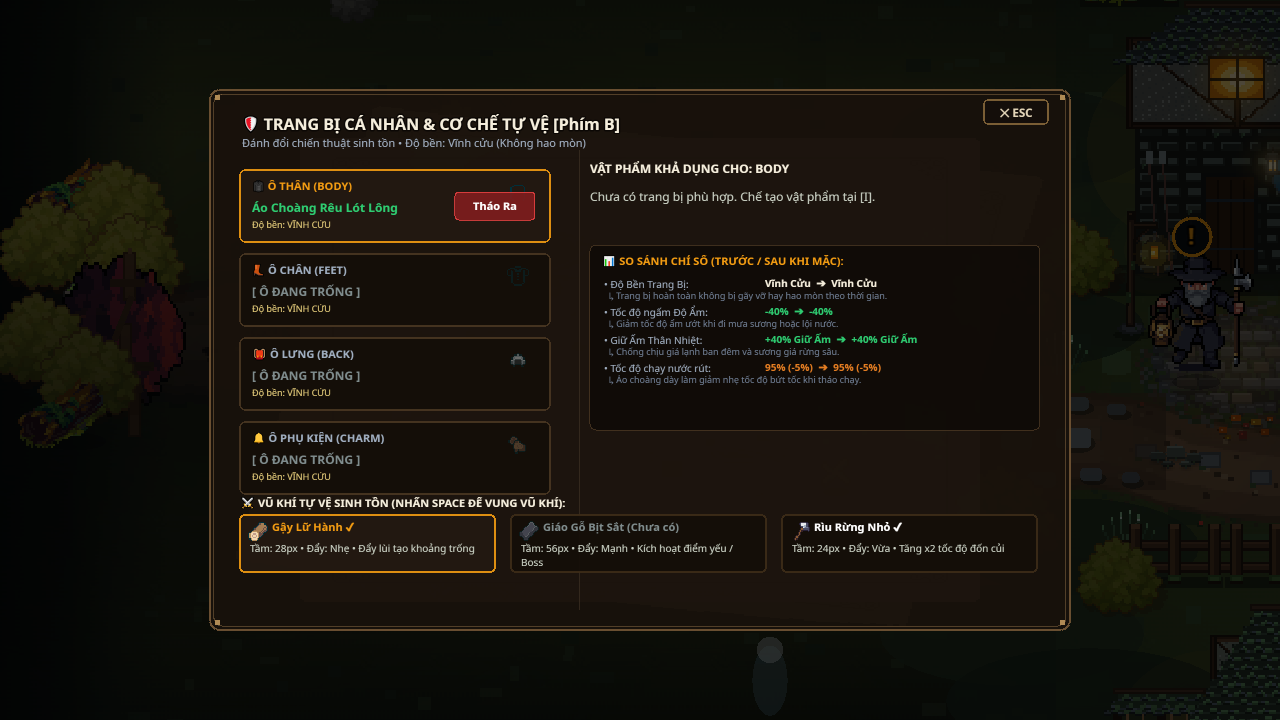 TRANG BỊ CÁ NHÂN & CƠ CHẾ TỰ VỆ [Phím B]
ESC
Đánh đổi chiến thuật sinh tồn • Độ bền: Vĩnh cửu (Không hao mòn)
Ô THÂN (BODY)
Áo Choàng Rêu Lót Lông
Độ bền: VĨNH CỬU
Tháo Ra
Ô CHÂN (FEET)
[ Ô ĐANG TRỐNG ]
Độ bền: VĨNH CỬU
Ô LƯNG (BACK)
[ Ô ĐANG TRỐNG ]
Độ bền: VĨNH CỬU
Ô PHỤ KIỆN (CHARM)
[ Ô ĐANG TRỐNG ]
Độ bền: VĨNH CỬU
VẬT PHẨM KHẢ DỤNG CHO: BODY
Chưa có trang bị phù hợp. Chế tạo vật phẩm tại [I].
SO SÁNH CHỈ SỐ (TRƯỚC / SAU KHI MẶC):
• Độ Bền Trang Bị: Vĩnh Cửu ➔ Vĩnh Cửu
↳ Trang bị hoàn toàn không bị gãy vỡ hay hao mòn theo thời gian.
• Tốc độ ngấm Độ Ẩm: -40% ➔ -40%
↳ Giảm tốc độ ẩm ướt khi đi mưa sương hoặc lội nước.
• Giữ Ấm Thân Nhiệt: +40% Giữ Ấm ➔ +40% Giữ Ấm
↳ Chống chịu giá lạnh ban đêm và sương giá rừng sâu.
• Tốc độ chạy nước rút: 95% (-5%) ➔ 95% (-5%)
↳ Áo choàng dày làm giảm nhẹ tốc độ bứt tốc khi tháo chạy.
VŨ KHÍ TỰ VỆ SINH TỒN (NHẤN SPACE ĐỂ VUNG VŨ KHÍ):
Gậy Lữ Hành ✓
Tầm: 28px • Đẩy: Nhẹ • Đẩy lùi tạo khoảng trống
Giáo Gỗ Bịt Sắt (Chưa có)
Tầm: 56px • Đẩy: Mạnh • Kích hoạt điểm yếu /
Boss
Rìu Rừng Nhỏ ✓
Tầm: 24px • Đẩy: Vừa • Tăng x2 tốc độ đốn củi
!